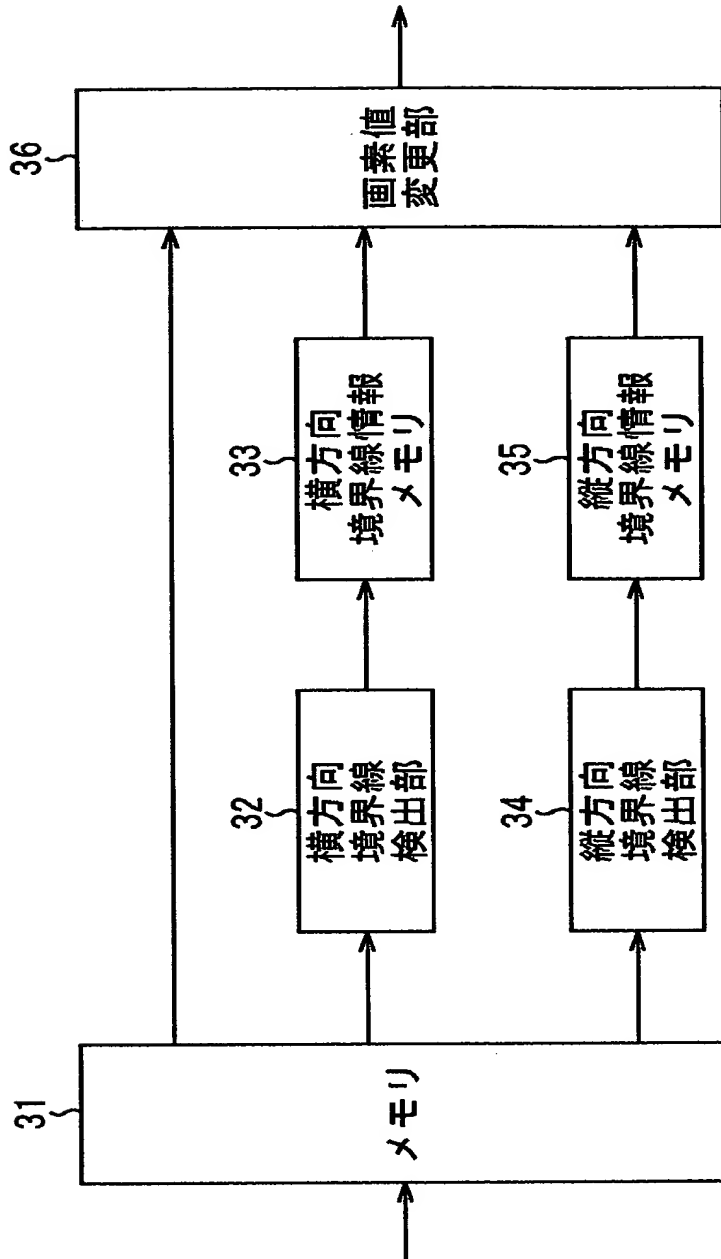 31
メモリ
32
横方向
境界線
検出部
33
横方向
境界線情報
メモリ
34
縦方向
境界線
検出部
35
縦方向
境界線情報
メモリ
36
画素値
変更部